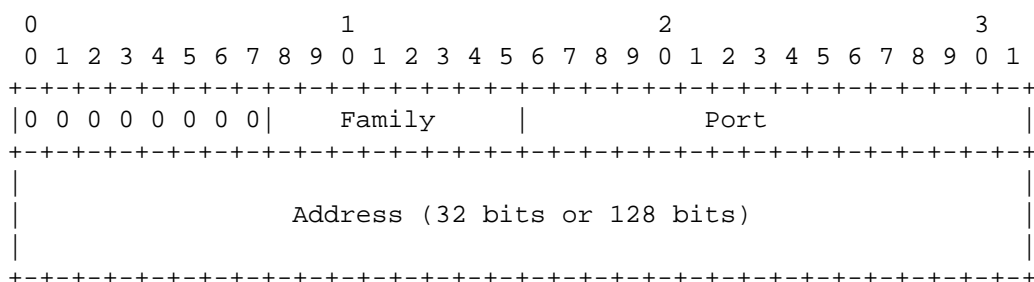 0                   1                   2                   3
 0 1 2 3 4 5 6 7 8 9 0 1 2 3 4 5 6 7 8 9 0 1 2 3 4 5 6 7 8 9 0 1
+-+-+-+-+-+-+-+-+-+-+-+-+-+-+-+-+-+-+-+-+-+-+-+-+-+-+-+-+-+-+-+-+
|0 0 0 0 0 0 0 0|    Family     |           Port                |
+-+-+-+-+-+-+-+-+-+-+-+-+-+-+-+-+-+-+-+-+-+-+-+-+-+-+-+-+-+-+-+-+
|                                                               |
|                 Address (32 bits or 128 bits)                 |
|                                                               |
+-+-+-+-+-+-+-+-+-+-+-+-+-+-+-+-+-+-+-+-+-+-+-+-+-+-+-+-+-+-+-+-+